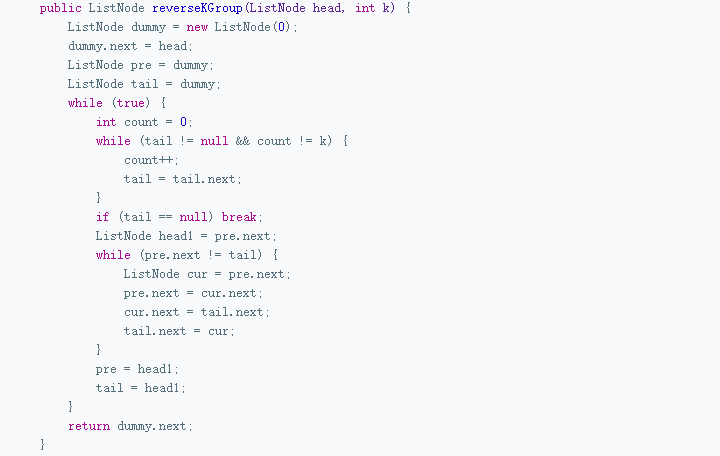 public ListNode reverseKGroup(ListNode head, int k) {
    ListNode dummy = new ListNode(0);
    dummy.next = head;
    ListNode pre = dummy;
    ListNode tail = dummy;
    while (true) {
        int count = 0;
        while (tail != null && count != k) {
            count++;
            tail = tail.next;
        }
        if (tail == null) break;
        ListNode head1 = pre.next;
        while (pre.next != tail) {
            ListNode cur = pre.next;
            pre.next = cur.next;
            cur.next = tail.next;
            tail.next = cur;
        }
        pre = head1;
        tail = head1;
    }
    return dummy.next;
}